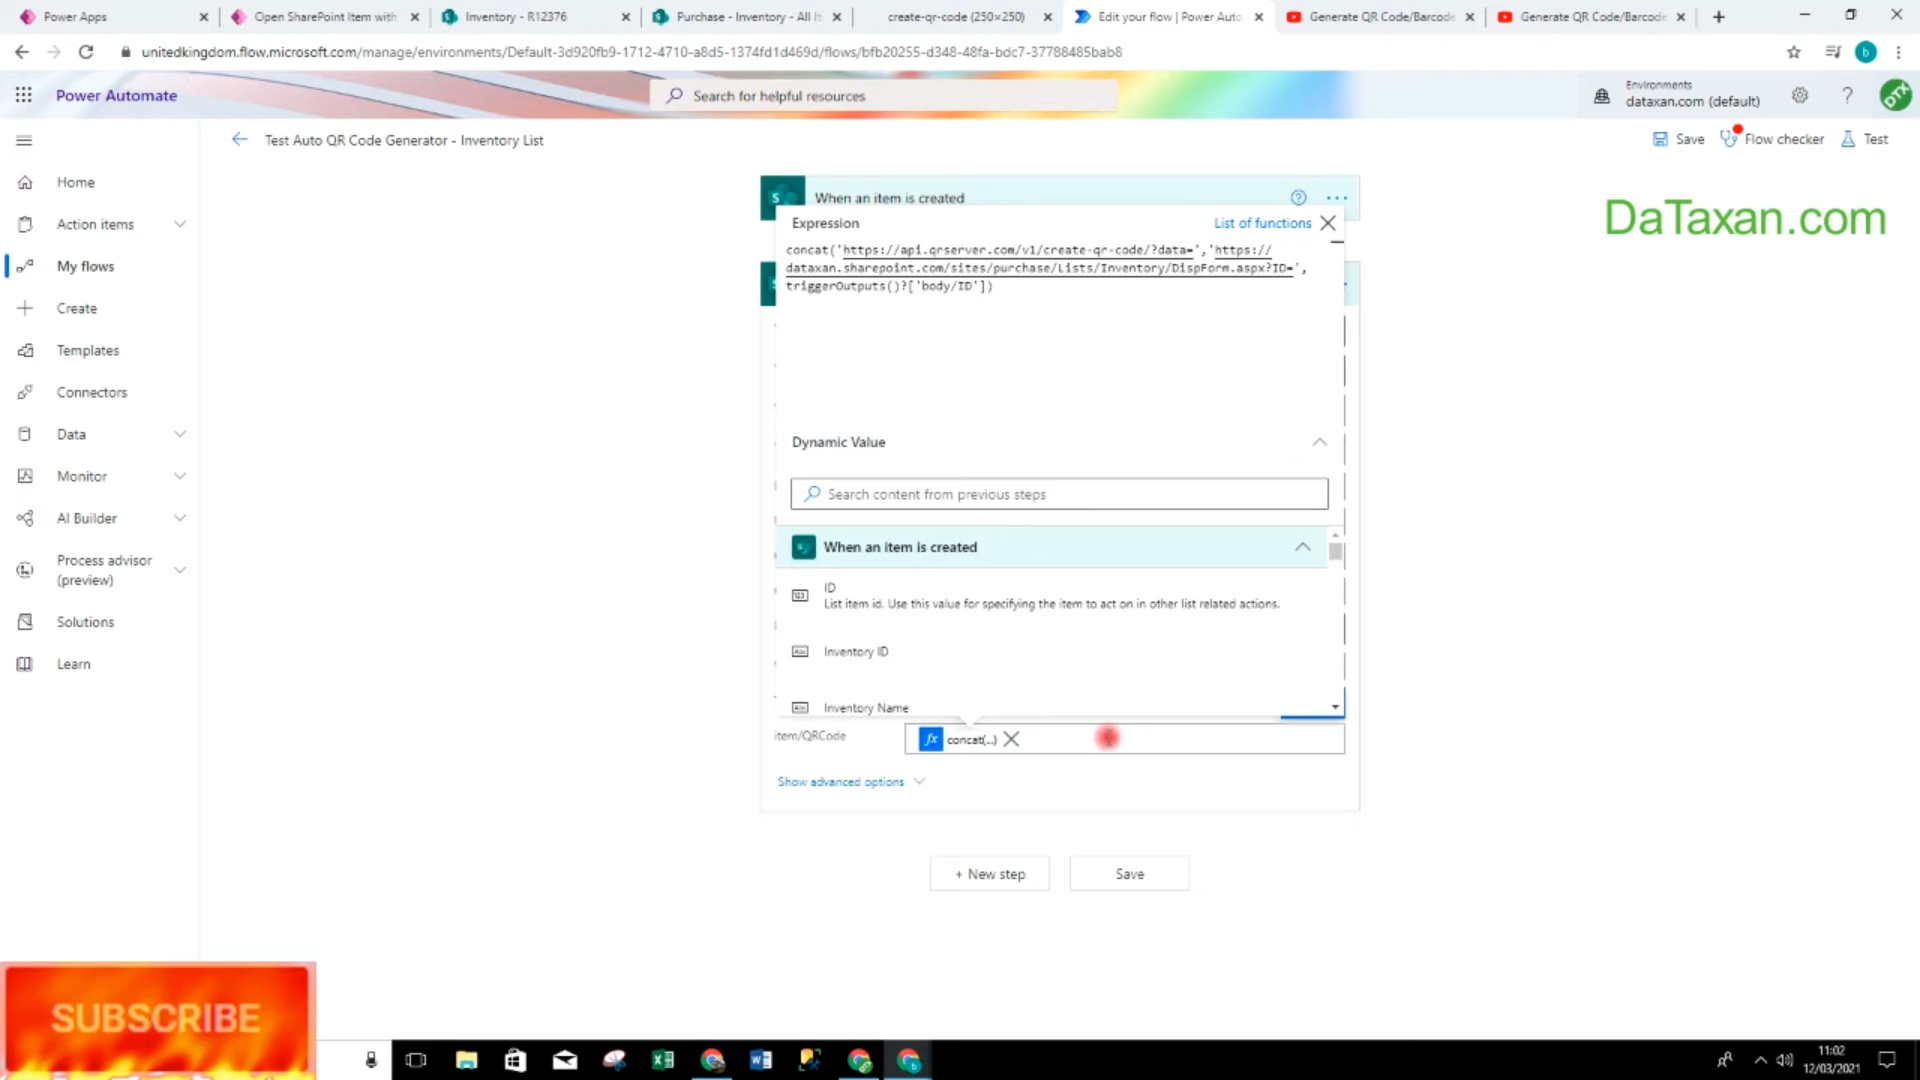 Power Apps
Open SharePoint Item with
Inventory - R12376
Purchase - Inventory - All It
create-qr-code (250×250)
Edit your flow | Power Auto
Generate QR Code/Barcode
Generate QR Code/Barcode
unitedkingdom.flow.microsoft.com/manage/environments/Default-3d920fb9-1712-4710-a8d5-1374fd1d469d/flows/bfb20255-d348-48fa-bdc7-37788485bab8
b
Power Automate
Search for helpful resources
Environments
dataxan.com (default)
?
DTX
Test Auto QR Code Generator - Inventory List
Save
Flow checker
Test
Home
Action items
My flows
Create
Templates
Connectors
Data
Monitor
AI Builder
Process advisor
(preview)
Solutions
Learn
DaTaxan.com
When an item is created
Expression
List of functions
concat('https://api.qrserver.com/v1/create-qr-code/?data=','https://
dataxan.sharepoint.com/sites/purchase/Lists/Inventory/DispForm.aspx?ID=',
triggerOutputs()?['body/ID'])
Dynamic Value
Search content from previous steps
When an item is created
ID
List item id. Use this value for specifying the item to act on in other list related actions.
Inventory ID
Inventory Name
item/QRCode
fx concat(...)
Show advanced options
+ New step
Save
SUBSCRIBE
11:02
12/03/2021